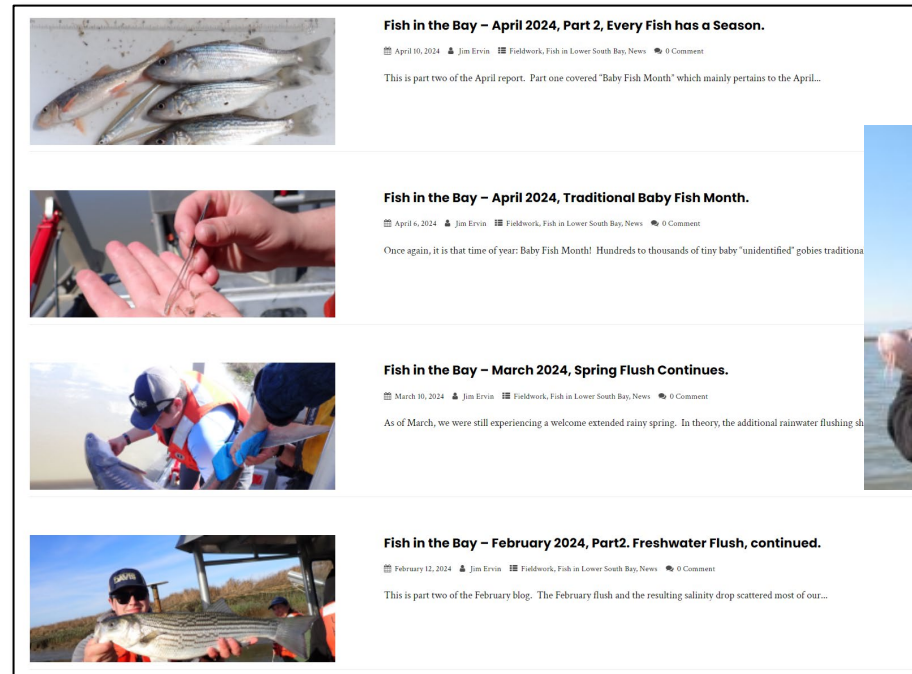 Fish in the Bay – April 2024, Part 2, Every Fish has a Season.
April 10, 2024 Jim Ervin Fieldwork, Fish in Lower South Bay, News 0 Comment
This is part two of the April report. Part one covered "Baby Fish Month" which mainly pertains to the April...
Fish in the Bay – April 2024, Traditional Baby Fish Month.
April 6, 2024 Jim Ervin Fieldwork, Fish in Lower South Bay, News 0 Comment
Once again, it is that time of year: Baby Fish Month! Hundreds to thousands of tiny baby "unidentified" gobies traditiona
Fish in the Bay – March 2024, Spring Flush Continues.
March 10, 2024 Jim Ervin Fieldwork, Fish in Lower South Bay, News 0 Comment
As of March, we were still experiencing a welcome extended rainy spring. In theory, the additional rainwater flushing sh
Fish in the Bay – February 2024, Part2. Freshwater Flush, continued.
February 12, 2024 Jim Ervin Fieldwork, Fish in Lower South Bay, News 0 Comment
This is part two of the February blog. The February flush and the resulting salinity drop scattered most of our...